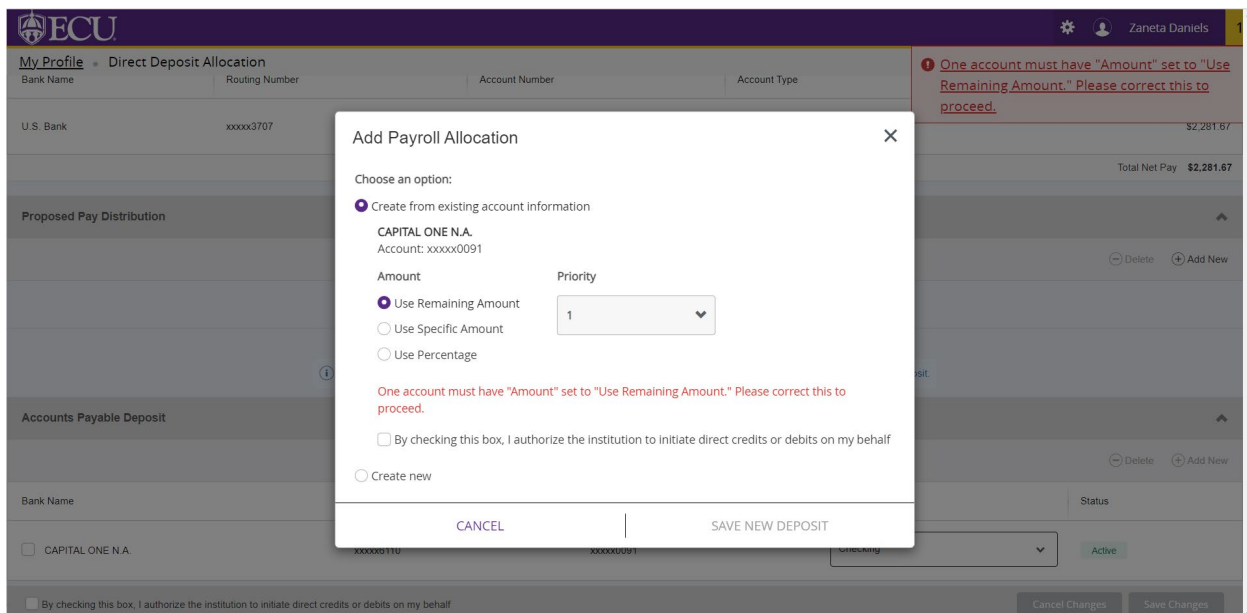 ECU
Zaneta Daniels
1
My Profile • Direct Deposit Allocation
One account must have "Amount" set to "Use
Remaining Amount." Please correct this to
proceed.
Bank Name Routing Number Account Number Account Type
U.S. Bank xxxxx3707 $2,281.67
Total Net Pay $2,281.67
Proposed Pay Distribution
Delete Add New
Add Payroll Allocation
Choose an option:
Create from existing account information
CAPITAL ONE N.A.
Account: xxxxx0091
Amount Priority
Use Remaining Amount
1
Use Specific Amount
Use Percentage
One account must have "Amount" set to "Use Remaining Amount." Please correct this to
proceed.
By checking this box, I authorize the institution to initiate direct credits or debits on my behalf
Create new
CANCEL SAVE NEW DEPOSIT
Accounts Payable Deposit
Delete Add New
Bank Name Status
CAPITAL ONE N.A. xxxxx6110 xxxxx0091 Checking Active
By checking this box, I authorize the institution to initiate direct credits or debits on my behalf
Cancel Changes Save Changes